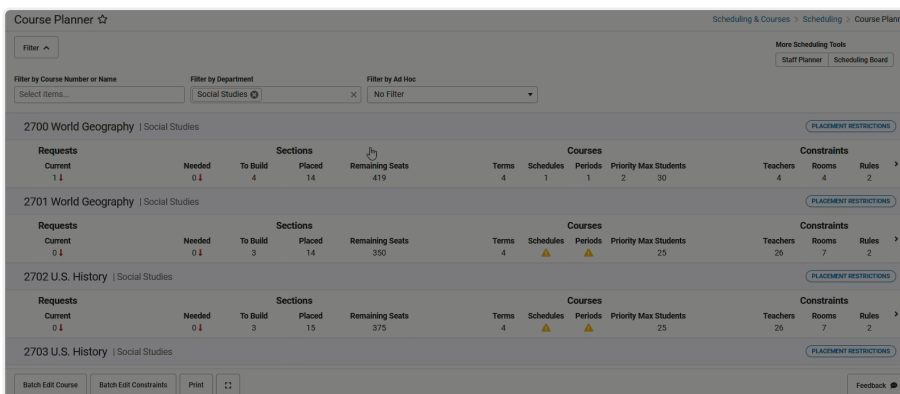 Course Planner
Scheduling & Courses > Scheduling > Course Plann
Filter
More Scheduling Tools
Staff Planner Scheduling Board
Filter by Course Number or Name Filter by Department Filter by Ad Hoc
Select items... Social Studies No Filter
2700 World Geography | Social Studies PLACEMENT RESTRICTIONS
Requests Sections Courses Constraints
Current Needed To Build Placed Remaining Seats Terms Schedules Periods Priority Max Students Teachers Rooms Rules
1 0 4 14 419 4 1 1 2 30 4 4 2
2701 World Geography | Social Studies PLACEMENT RESTRICTIONS
Requests Sections Courses Constraints
Current Needed To Build Placed Remaining Seats Terms Schedules Periods Priority Max Students Teachers Rooms Rules
0 0 3 14 350 4 25 26 7 2
2702 U.S. History | Social Studies PLACEMENT RESTRICTIONS
Requests Sections Courses Constraints
Current Needed To Build Placed Remaining Seats Terms Schedules Periods Priority Max Students Teachers Rooms Rules
0 0 3 15 375 4 25 26 7 2
2703 U.S. History | Social Studies PLACEMENT RESTRICTIONS
Batch Edit Course Batch Edit Constraints Print Feedback